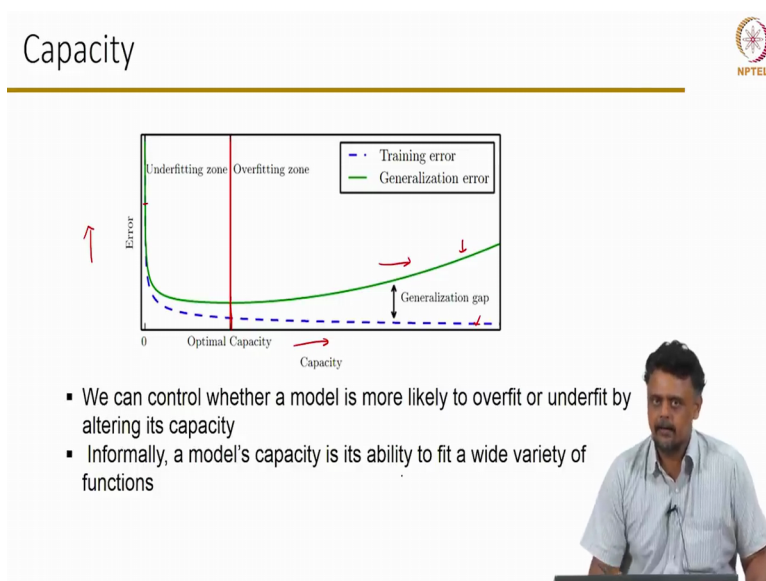 Capacity
NPTEL
Underfitting zone Overfitting zone
Training error
Generalization error
Error
Generalization gap
0 Optimal Capacity
Capacity
▪ We can control whether a model is more likely to overfit or underfit by
altering its capacity
▪ Informally, a model's capacity is its ability to fit a wide variety of
functions